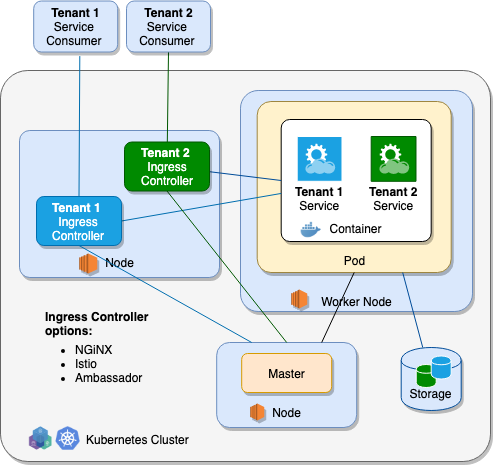 Tenant 1
Service
Consumer
Tenant 2
Service
Consumer
Tenant 2
Ingress
Controller
Tenant 1
Ingress
Controller
Node
Tenant 1
Service
Tenant 2
Service
Container
Pod
Worker Node
Ingress Controller
options:
• NGiNX
• Istio
• Ambassador
Master
Node
Storage
Kubernetes Cluster